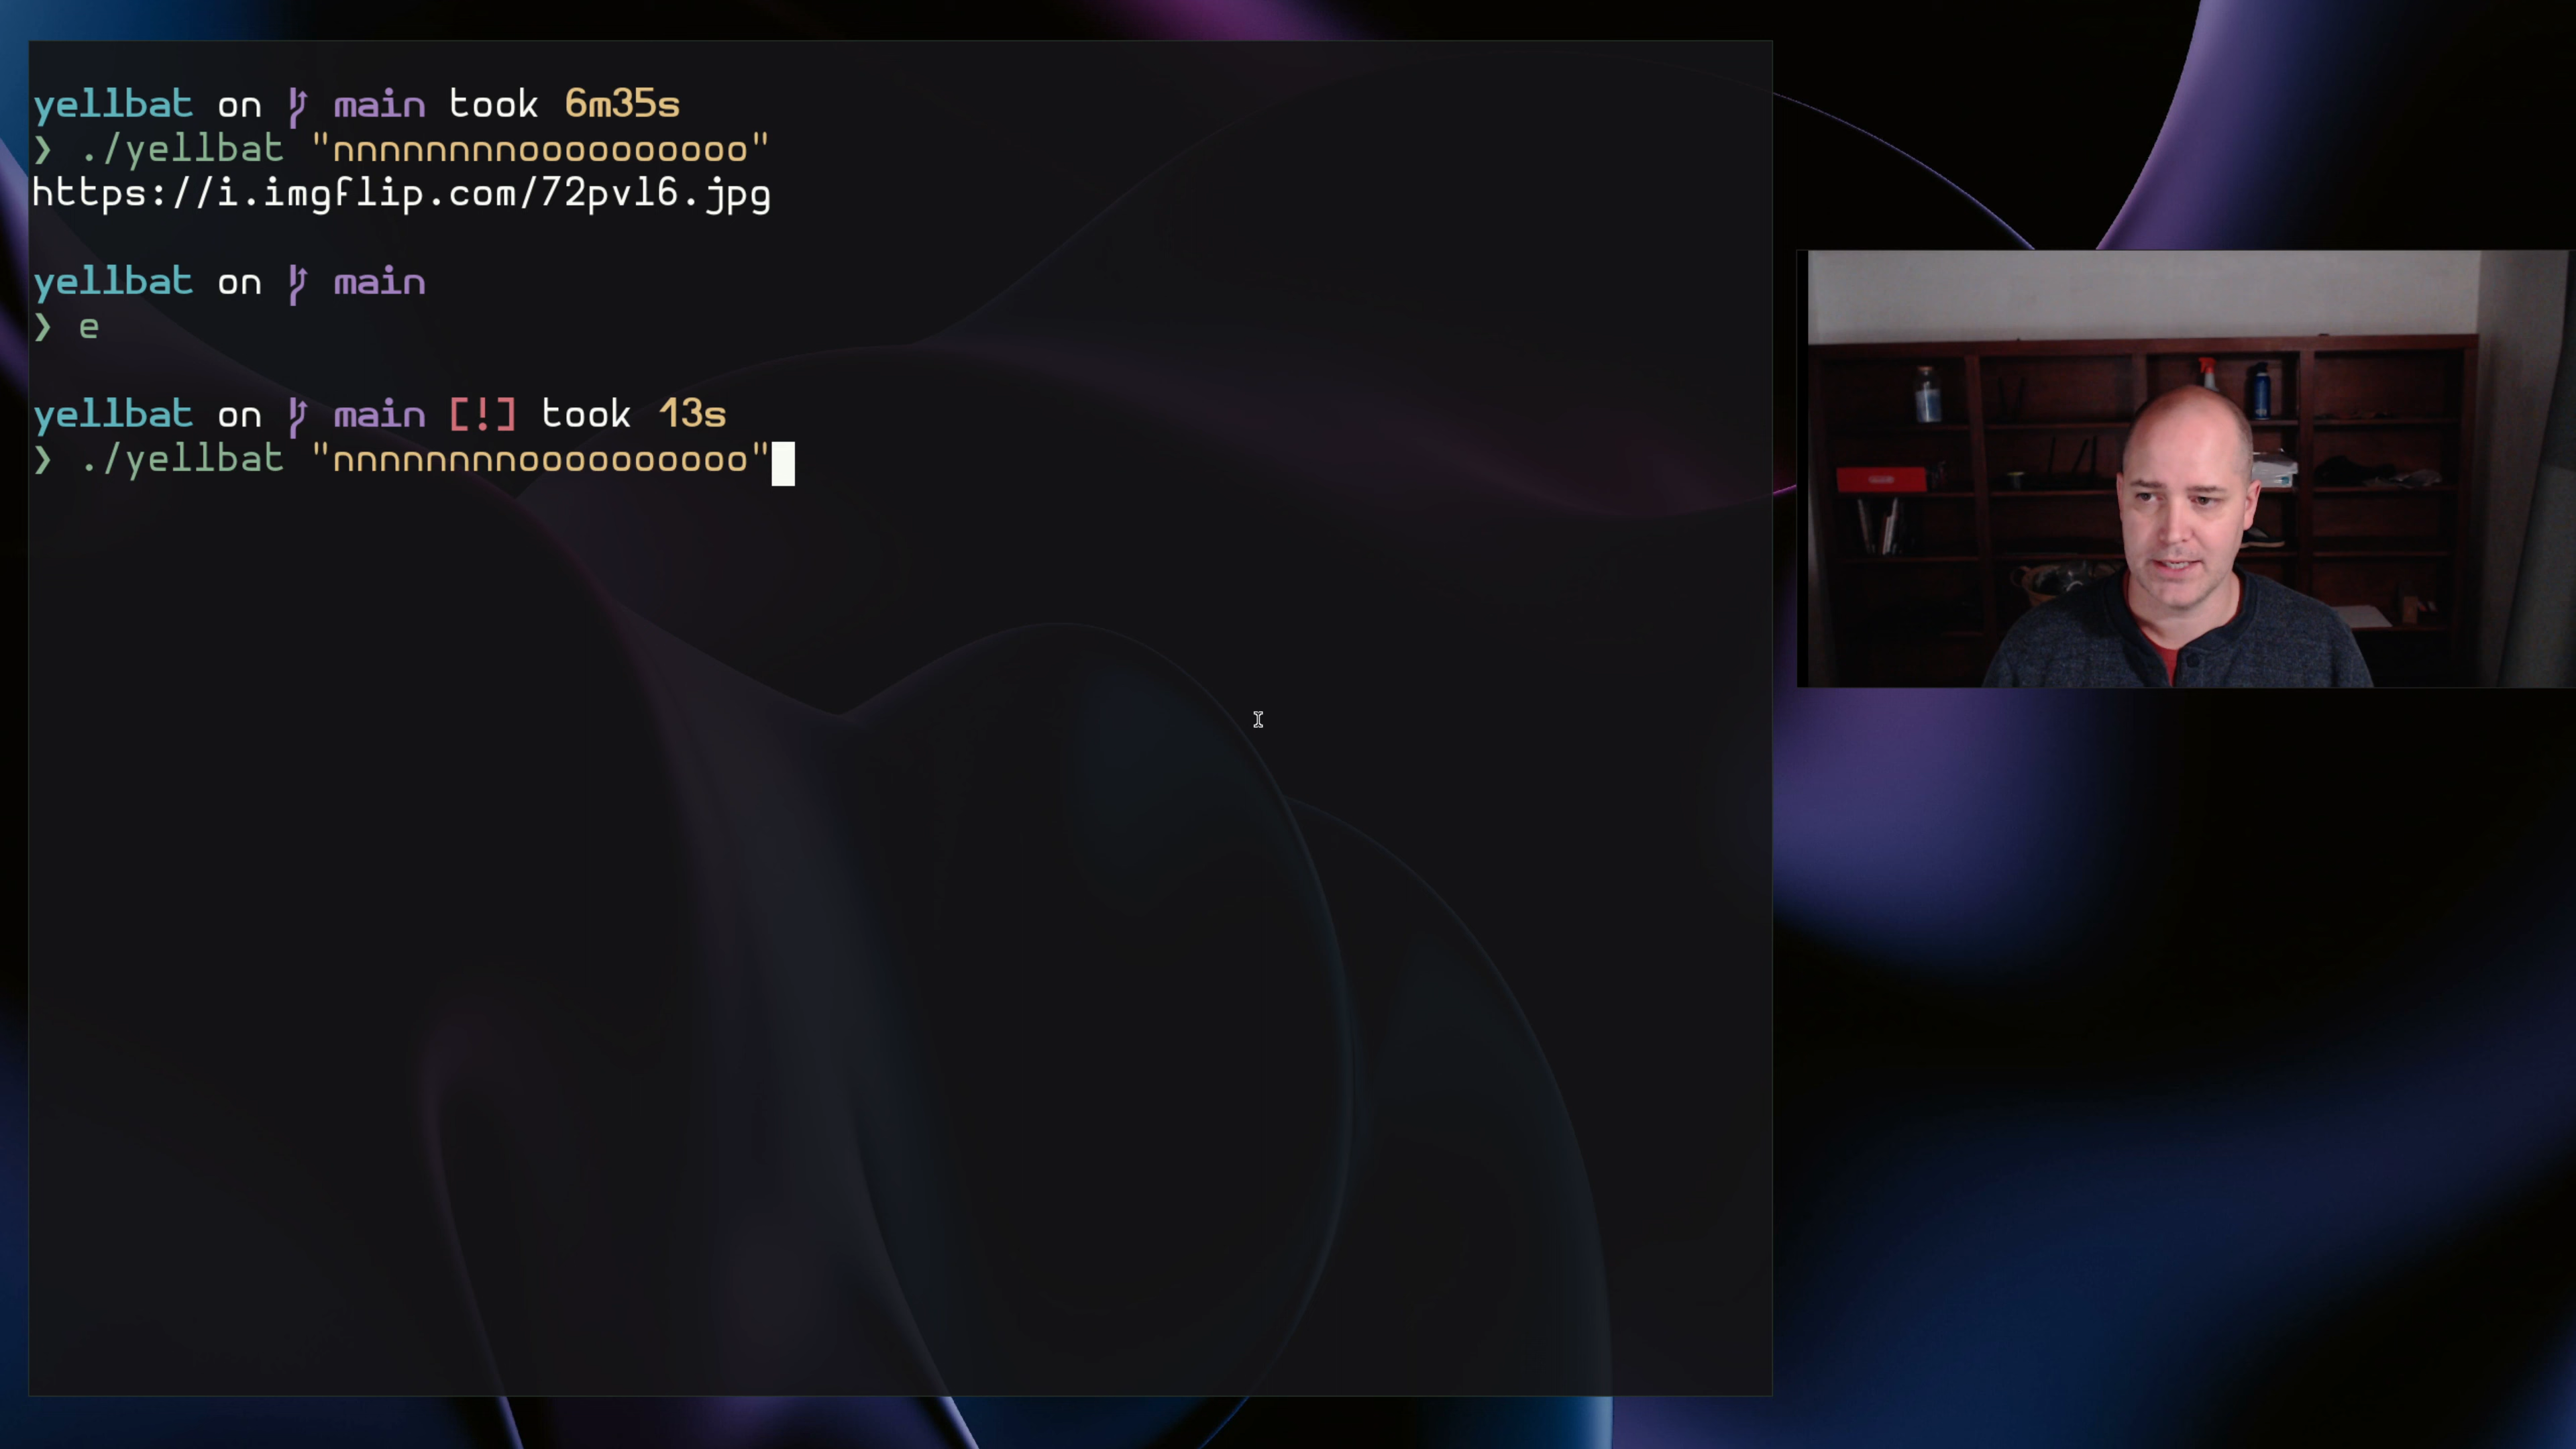 yellbat on main took 6m35s
❯ ./yellbat "nnnnnnnnoooooooooo"
https://i.imgflip.com/72pvl6.jpg
yellbat on main
❯ e
yellbat on main [!] took 13s
❯ ./yellbat "nnnnnnnnoooooooooo"